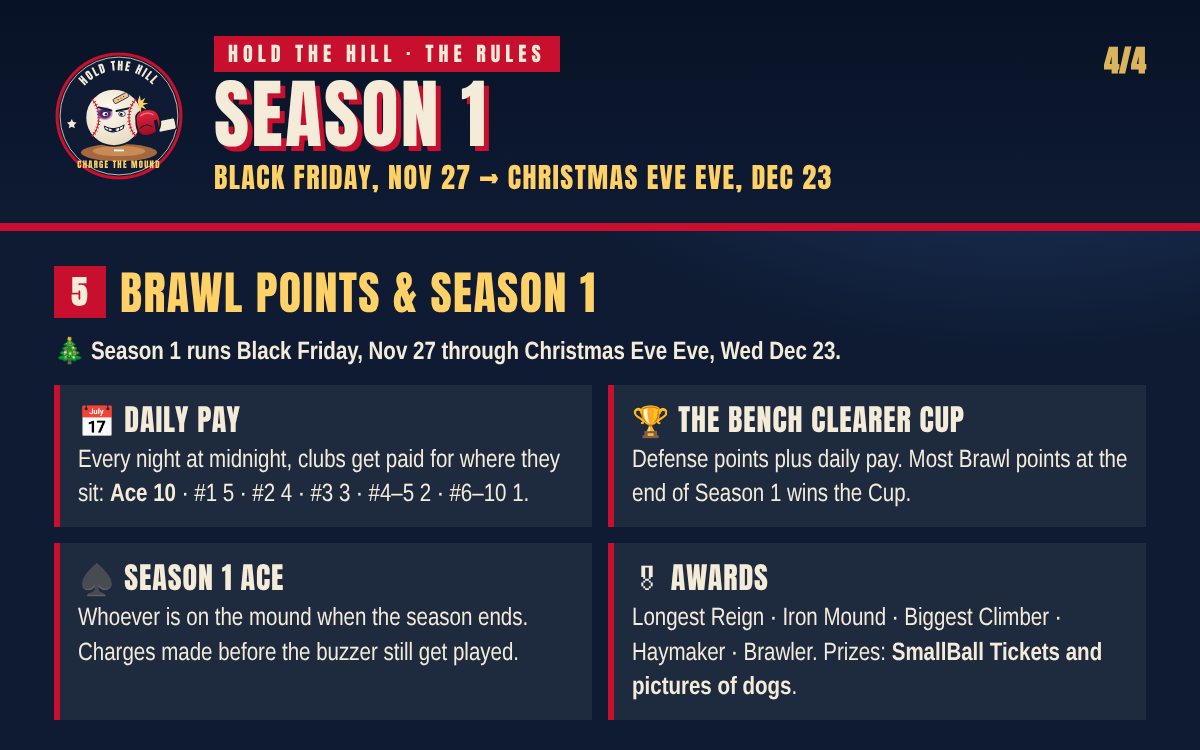 HOLD THE HILL · THE RULES
4/4
HOLD THE HILL
CHARGE THE MOUND
SEASON 1
BLACK FRIDAY, NOV 27 → CHRISTMAS EVE EVE, DEC 23
5 BRAWL POINTS & SEASON 1
🎄 Season 1 runs Black Friday, Nov 27 through Christmas Eve Eve, Wed Dec 23.
📅 DAILY PAY
Every night at midnight, clubs get paid for where they
sit: Ace 10 · #1 5 · #2 4 · #3 3 · #4–5 2 · #6–10 1.
🏆 THE BENCH CLEARER CUP
Defense points plus daily pay. Most Brawl points at the
end of Season 1 wins the Cup.
♠ SEASON 1 ACE
Whoever is on the mound when the season ends.
Charges made before the buzzer still get played.
🎖 AWARDS
Longest Reign · Iron Mound · Biggest Climber ·
Haymaker · Brawler. Prizes: SmallBall Tickets and
pictures of dogs.